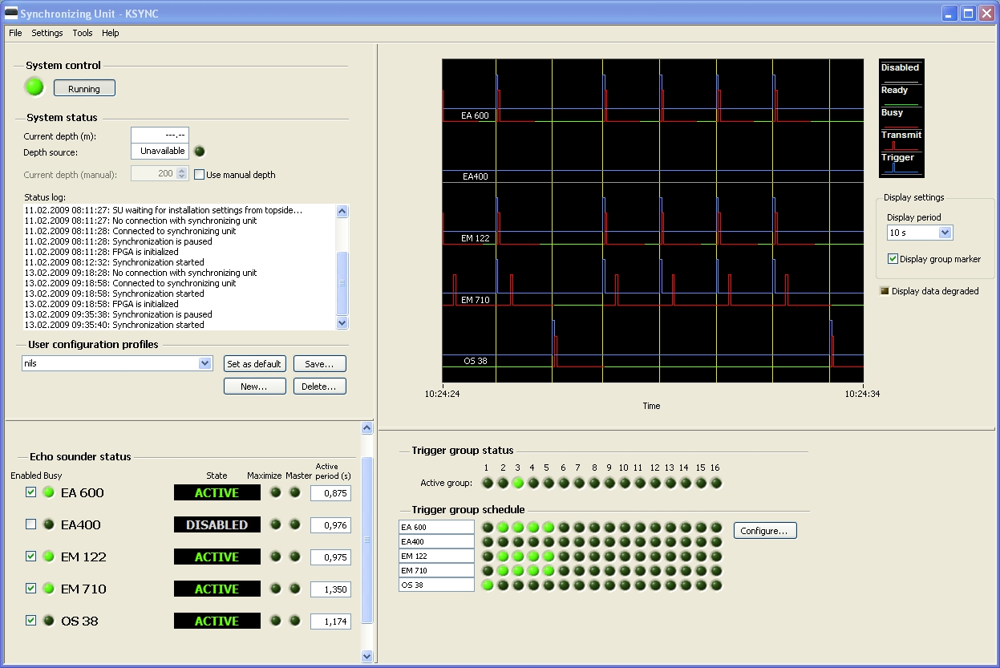 Synchronizing Unit - KSYNC
File Settings Tools Help
System control
Running
System status
Current depth (m): ---.--
Depth source: Unavailable
Current depth (manual): 200 Use manual depth
Status log:
11.02.2009 08:11:27: SU waiting for installation settings from topside...
11.02.2009 08:11:27: No connection with synchronizing unit
11.02.2009 08:11:28: Connected to synchronizing unit
11.02.2009 08:11:28: Synchronization is paused
11.02.2009 08:11:28: FPGA is initialized
11.02.2009 08:12:32: Synchronization started
13.02.2009 09:18:28: No connection with synchronizing unit
13.02.2009 09:18:58: Connected to synchronizing unit
13.02.2009 09:18:58: Synchronization started
13.02.2009 09:18:58: FPGA is initialized
13.02.2009 09:35:38: Synchronization is paused
13.02.2009 09:35:40: Synchronization started
User configuration profiles
nils
Set as default Save...
New... Delete...
EA 600
EA400
EM 122
EM 710
OS 38
10:24:24 10:24:34
Time
Disabled
Ready
Busy
Transmit
Trigger
Display settings
Display period
10 s
Display group marker
Display data degraded
Echo sounder status
Enabled Busy State Maximize Master Active period (s)
EA 600 ACTIVE 0,875
EA400 DISABLED 0,976
EM 122 ACTIVE 0,975
EM 710 ACTIVE 1,350
OS 38 ACTIVE 1,174
Trigger group status
1 2 3 4 5 6 7 8 9 10 11 12 13 14 15 16
Active group:
Trigger group schedule
EA 600
EA400
EM 122
EM 710
OS 38
Configure...